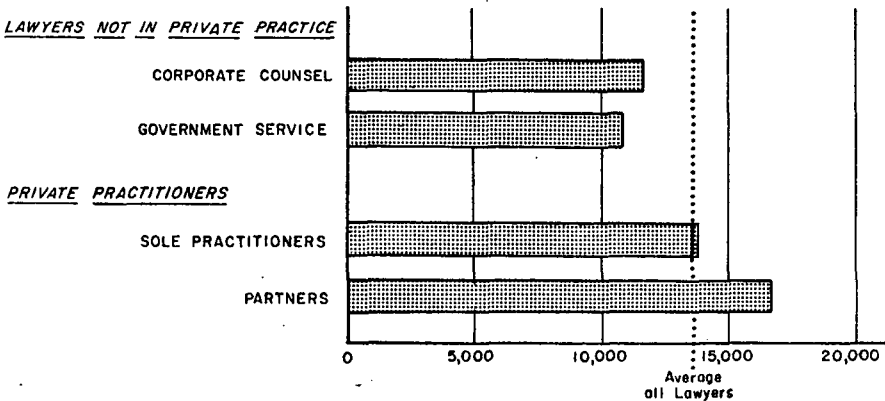 LAWYERS NOT IN PRIVATE PRACTICE
CORPORATE COUNSEL
GOVERNMENT SERVICE
PRIVATE PRACTITIONERS
SOLE PRACTITIONERS
PARTNERS
0 5,000 10,000 15,000 20,000
Average
all Lawyers